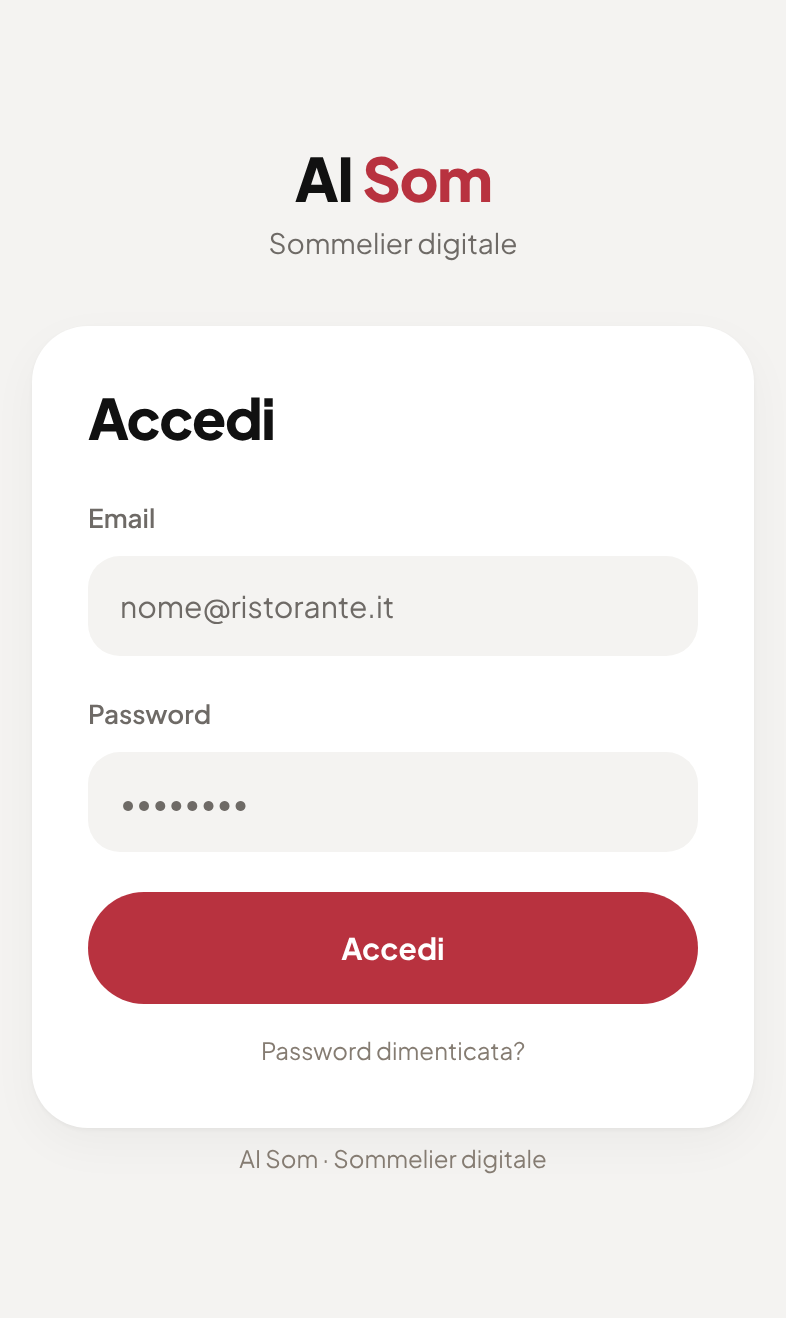 AI Som
Sommelier digitale
Accedi
Email
nome@ristorante.it
Password
••••••••
Accedi
Password dimenticata?
AI Som · Sommelier digitale